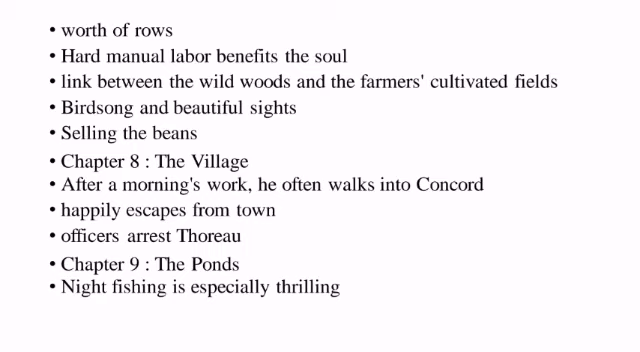 • worth of rows
• Hard manual labor benefits the soul
• link between the wild woods and the farmers' cultivated fields
• Birdsong and beautiful sights
• Selling the beans
• Chapter 8 : The Village
• After a morning's work, he often walks into Concord
• happily escapes from town
• officers arrest Thoreau
• Chapter 9 : The Ponds
• Night fishing is especially thrilling